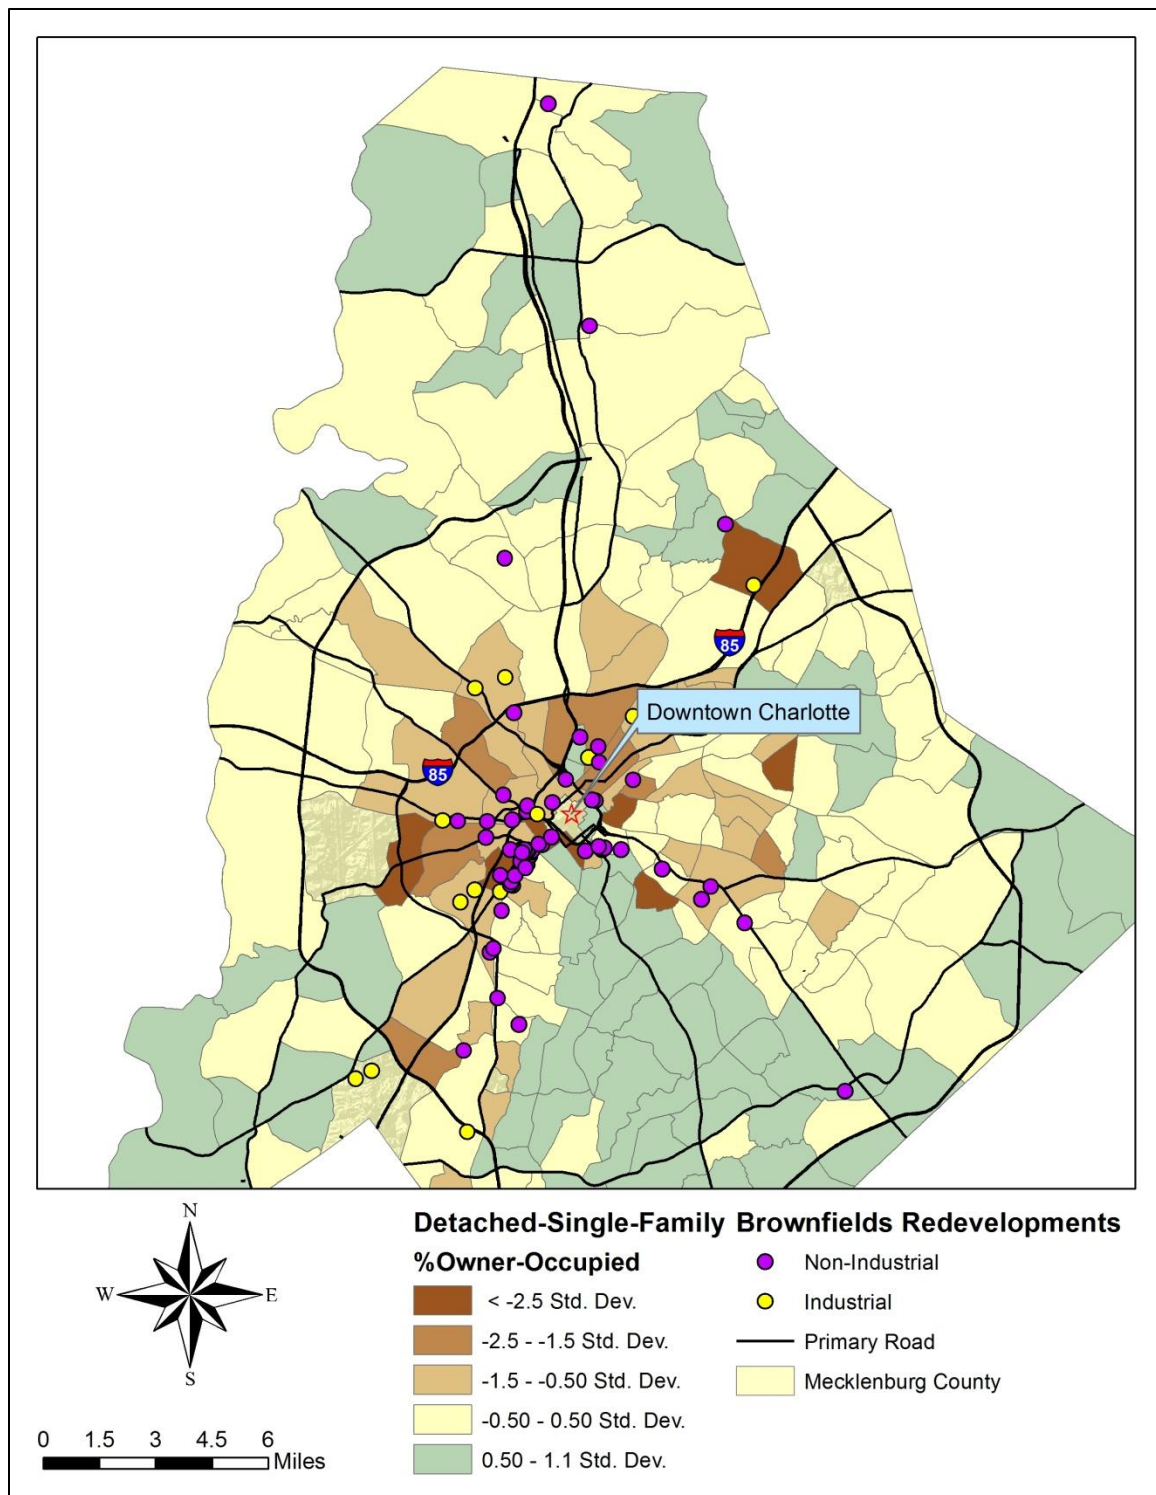 85
Downtown Charlotte
85
N
W
E
S
0 1.5 3 4.5 6
Miles
Detached-Single-Family
%Owner-Occupied
< -2.5 Std. Dev.
-2.5 - -1.5 Std. Dev.
-1.5 - -0.50 Std. Dev.
-0.50 - 0.50 Std. Dev.
0.50 - 1.1 Std. Dev.
Brownfields Redevelopments
Non-Industrial
Industrial
Primary Road
Mecklenburg County